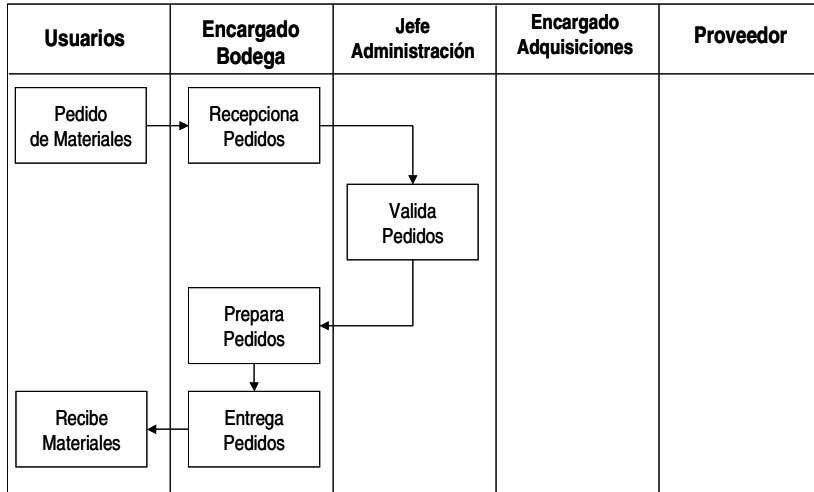 Usuarios
Encargado
Bodega
Jefe
Administración
Encargado
Adquisiciones
Proveedor
Pedido
de Materiales
Recepciona
Pedidos
Valida
Pedidos
Prepara
Pedidos
Recibe
Materiales
Entrega
Pedidos